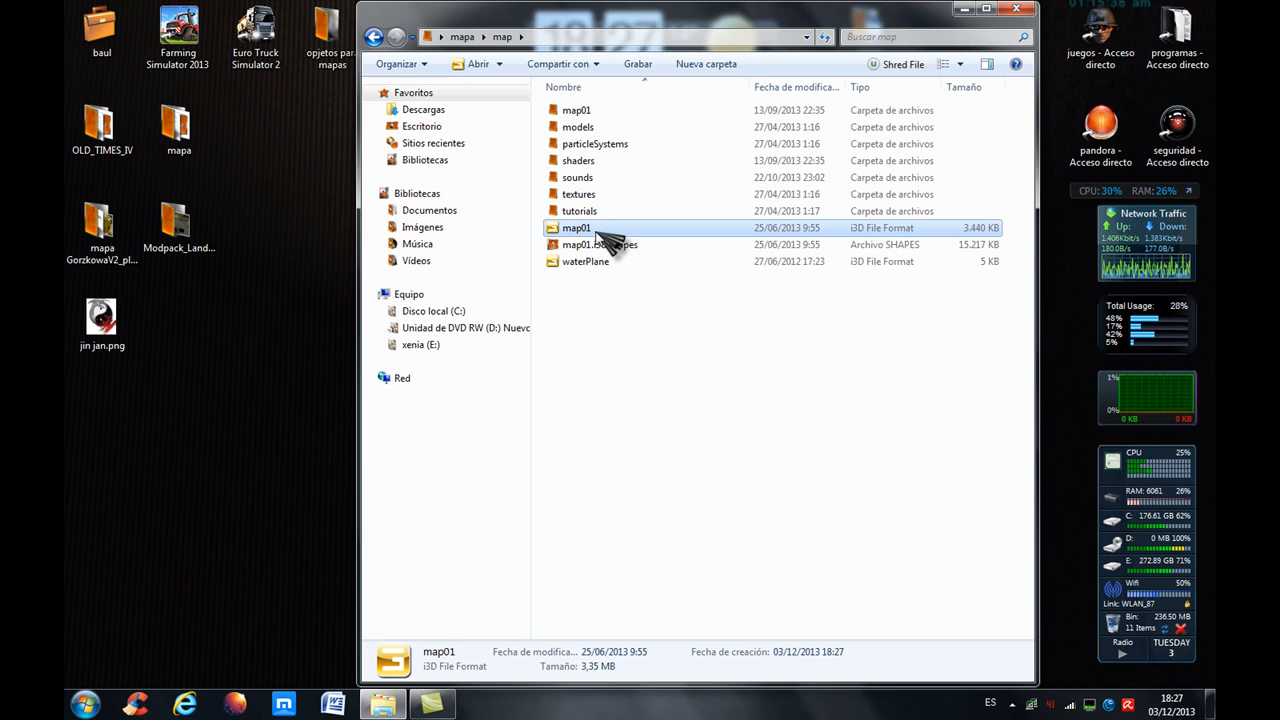 baul
Farming Simulator 2013
Euro Truck Simulator 2
opjetos para mapas
OLD_TIMES_IV
mapa
mapa GorzkowaV2_pl...
Modpack_Land...
jin jan.png
mapa
map
Buscar map
Organizar
Abrir
Compartir con
Grabar
Nueva carpeta
Shred File
Favoritos
Descargas
Escritorio
Sitios recientes
Bibliotecas
Bibliotecas
Documentos
Imágenes
Música
Vídeos
Equipo
Disco local (C:)
Unidad de DVD RW (D:) Nuevo
xenia (E:)
Red
Nombre Fecha de modifica... Tipo Tamaño
map01 13/09/2013 22:35 Carpeta de archivos
models 27/04/2013 1:16 Carpeta de archivos
particleSystems 27/04/2013 1:16 Carpeta de archivos
shaders 13/09/2013 22:35 Carpeta de archivos
sounds 22/10/2013 23:02 Carpeta de archivos
textures 27/04/2013 1:16 Carpeta de archivos
tutorials 27/04/2013 1:17 Carpeta de archivos
map01 25/06/2013 9:55 i3D File Format 3.440 KB
25/06/2013 9:55 Archivo SHAPES 15.217 KB
waterPlane 27/06/2012 17:23 i3D File Format 5 KB
map01 Fecha de modifica... 25/06/2013 9:55 Fecha de creación: 03/12/2013 18:27
i3D File Format Tamaño: 3,35 MB
01:15:38 am
juegos - Acceso directo
programas - Acceso directo
pandora - Acceso directo
seguridad - Acceso directo
CPU: 30% RAM: 26%
Network Traffic
Up: Down:
1.406Kbit/s 1.383Kbit/s
180.0B/s 177.0B/s
Total Usage: 28%
48%
17%
42%
5%
1%
0%
0 KB 0 KB
CPU 25%
RAM: 6061 26%
C: 176.61 GB 62%
D: 0 MB 100%
E: 272.89 GB 71%
Wifi 50%
Link: WLAN_87
Bin: 236.50 MB
11 Items
Radio
TUESDAY
3
ES
18:27
03/12/2013